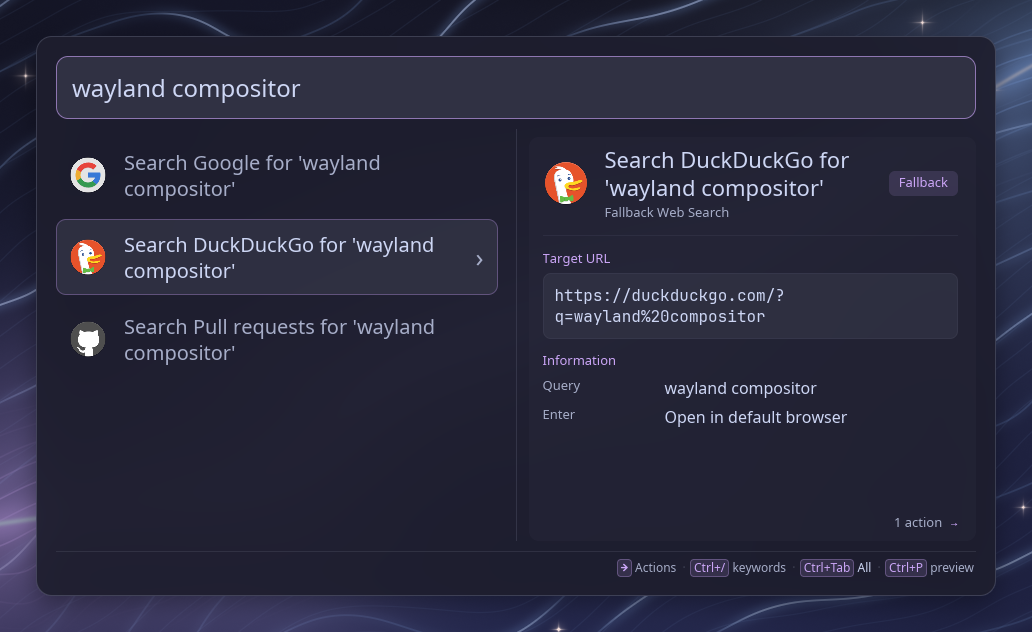 wayland compositor
Search Google for 'wayland
compositor'
Search DuckDuckGo for 'wayland
compositor'
Search Pull requests for 'wayland
compositor'
Search DuckDuckGo for
'wayland compositor'
Fallback Web Search
Fallback
Target URL
https://duckduckgo.com/?
q=wayland%20compositor
Information
Query wayland compositor
Enter Open in default browser
1 action →
→ Actions · Ctrl+/ keywords · Ctrl+Tab All · Ctrl+P preview